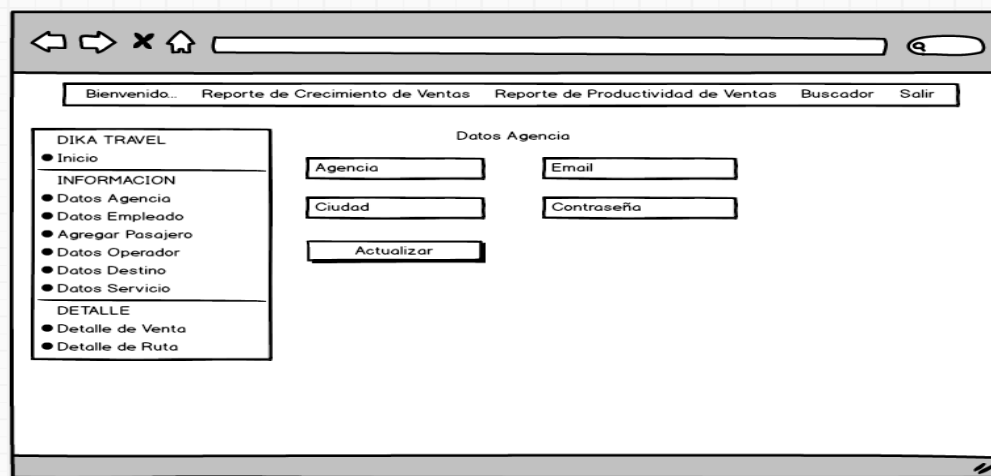 Bienvenido... Reporte de Crecimiento de Ventas Reporte de Productividad de Ventas Buscador Salir
DIKA TRAVEL
Inicio
INFORMACION
Datos Agencia
Datos Empleado
Agregar Pasajero
Datos Operador
Datos Destino
Datos Servicio
DETALLE
Detalle de Venta
Detalle de Ruta
Datos Agencia
Agencia Email
Ciudad Contraseña
Actualizar